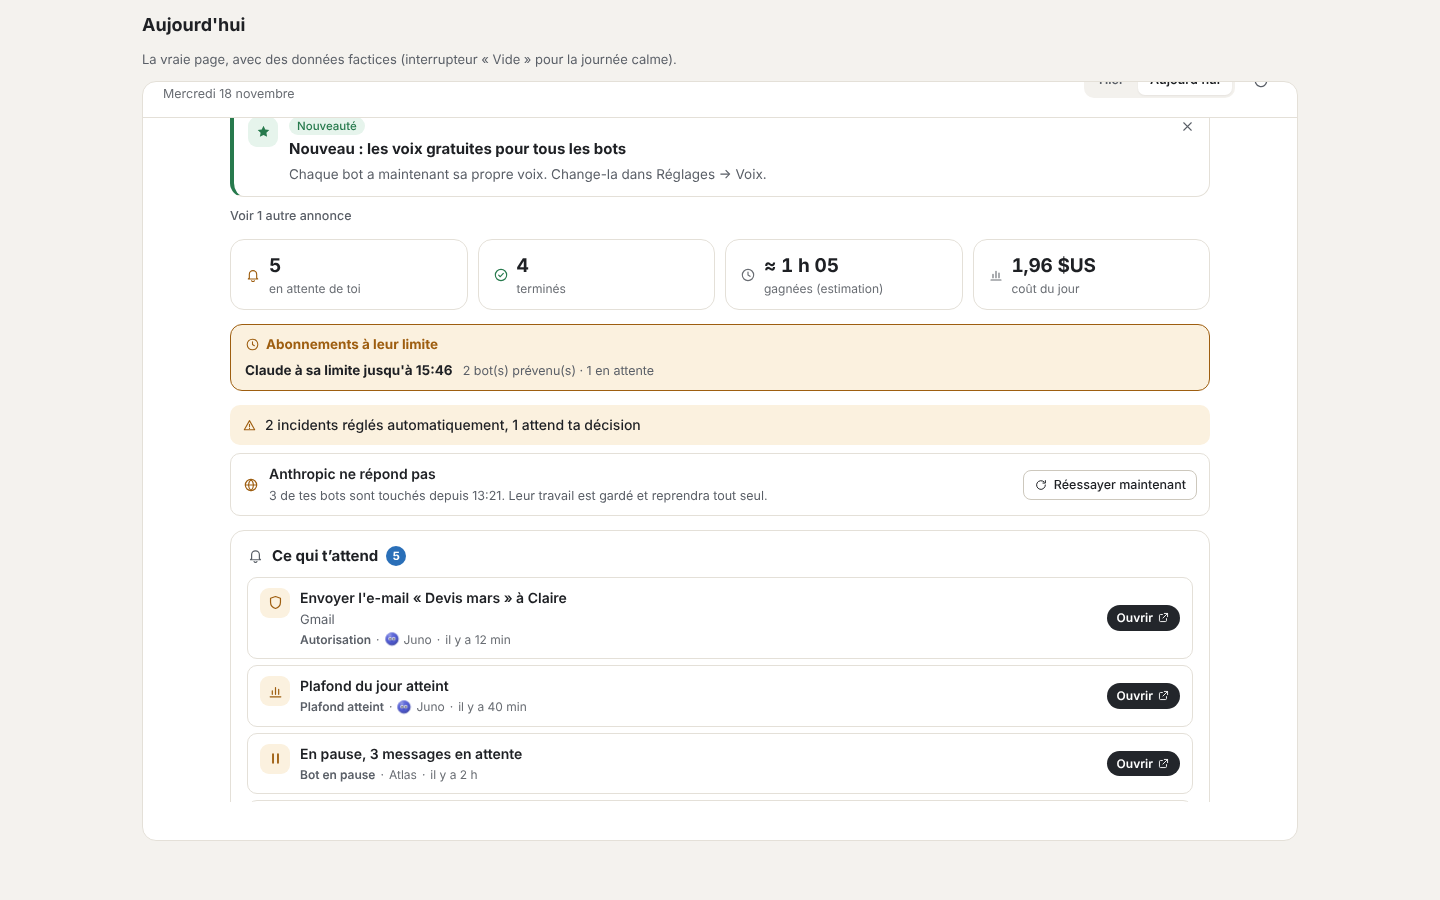 Aujourd'hui
La vraie page, avec des données factices (interrupteur « Vide » pour la journée calme).
Mercredi 18 novembre
Hier
Aujourd'hui
Nouveauté
Nouveau : les voix gratuites pour tous les bots
Chaque bot a maintenant sa propre voix. Change-la dans Réglages → Voix.
Voir 1 autre annonce
5
en attente de toi
4
terminés
≈ 1 h 05
gagnées (estimation)
1,96 $US
coût du jour
Abonnements à leur limite
Claude à sa limite jusqu'à 15:46 2 bot(s) prévenu(s) · 1 en attente
2 incidents réglés automatiquement, 1 attend ta décision
Anthropic ne répond pas
3 de tes bots sont touchés depuis 13:21. Leur travail est gardé et reprendra tout seul.
Réessayer maintenant
Ce qui t’attend 5
Envoyer l'e-mail « Devis mars » à Claire
Gmail
Autorisation · Juno · il y a 12 min
Ouvrir
Plafond du jour atteint
Plafond atteint · Juno · il y a 40 min
Ouvrir
En pause, 3 messages en attente
Bot en pause · Atlas · il y a 2 h
Ouvrir